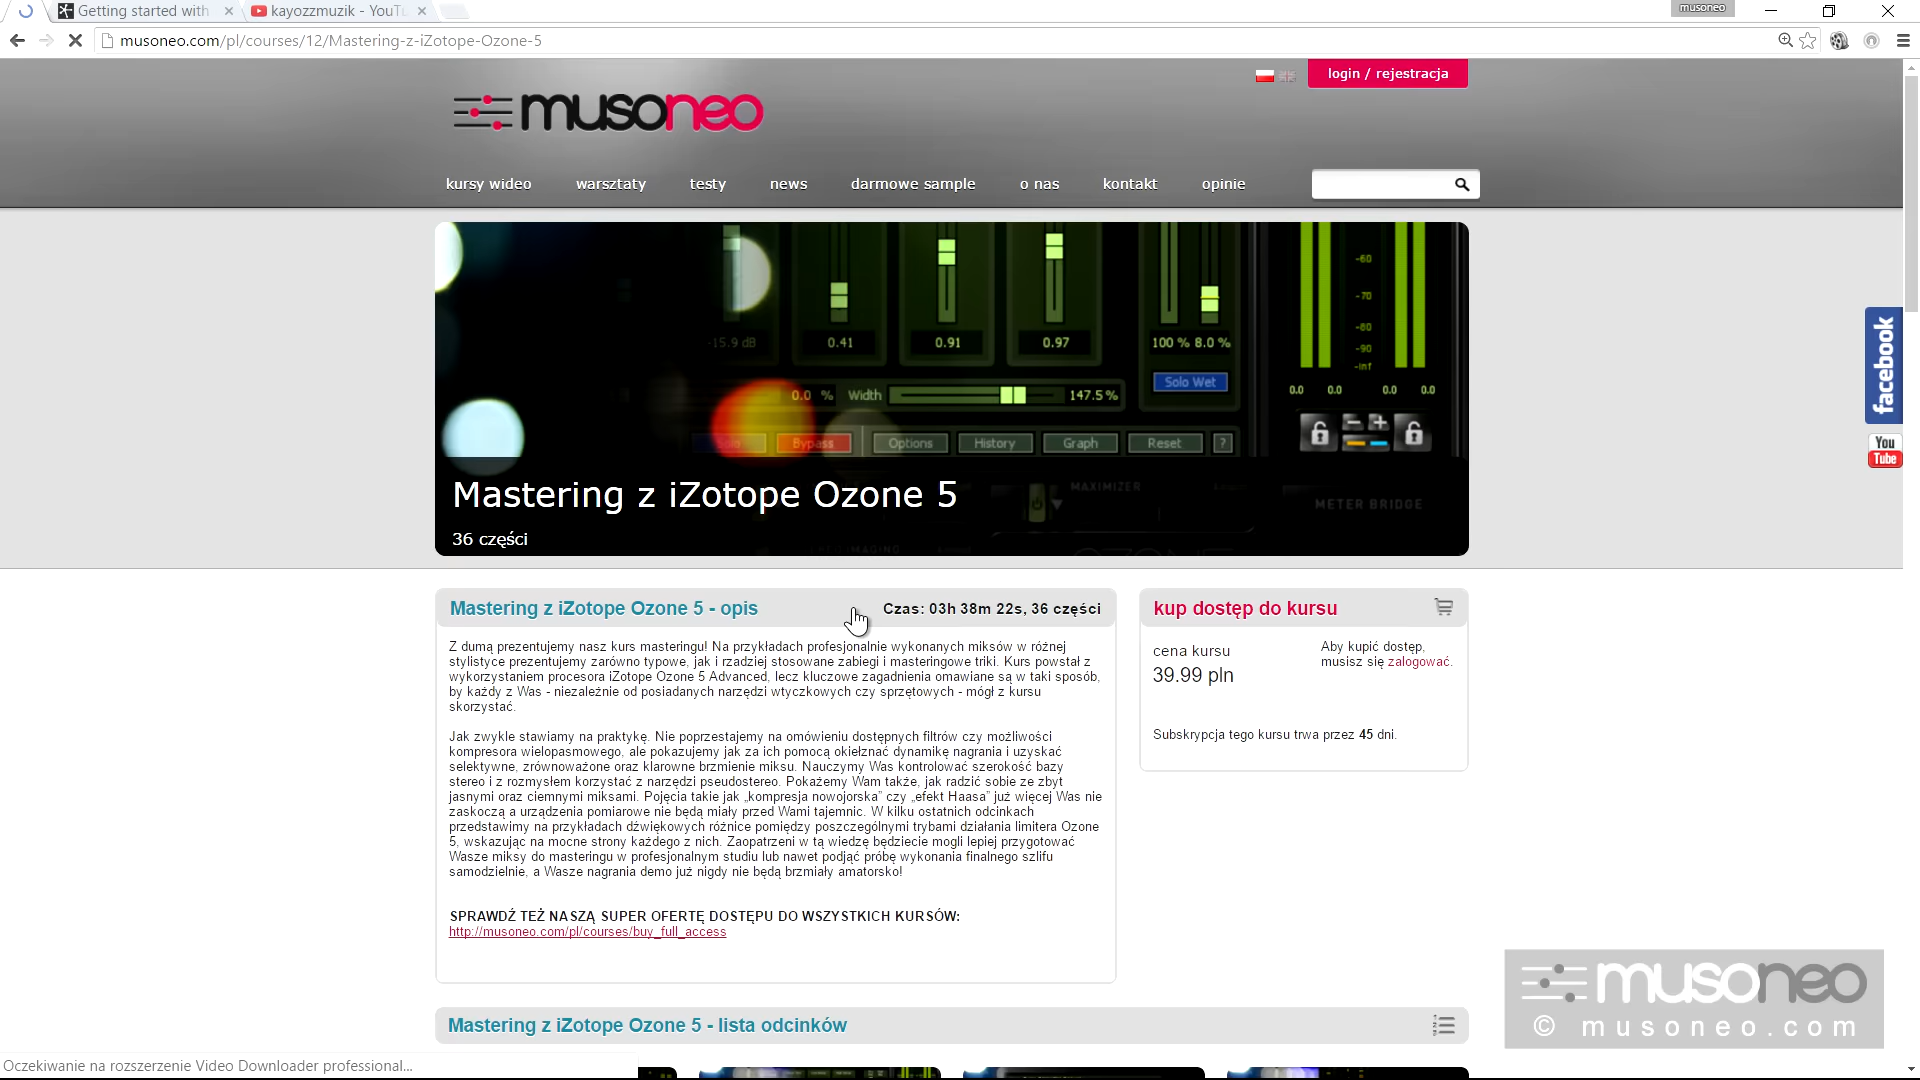 Getting started with
kayozzmuzik - YouTu
musoneo
musoneo.com/pl/courses/12/Mastering-z-iZotope-Ozone-5
login / rejestracja
musoneo
kursy wideo warsztaty testy news darmowe sample o nas kontakt opinie
-60
-70
-80
-90
-inf
-15.9 dB 0.41 0.91 0.97 100 % 8.0 %
Solo Wet
0.0 % Width 147.5 %
0.0 0.0 0.0 0.0
Solo Bypass Options History Graph Reset ?
MAXIMIZER
METER BRIDGE
Mastering z iZotope Ozone 5
36 części
facebook
You
Tube
Mastering z iZotope Ozone 5 - opis
Czas: 03h 38m 22s, 36 części
Z dumą prezentujemy nasz kurs masteringu! Na przykładach profesjonalnie wykonanych miksów w różnej
stylistyce prezentujemy zarówno typowe, jak i rzadziej stosowane zabiegi i masteringowe triki. Kurs powstał z
wykorzystaniem procesora iZotope Ozone 5 Advanced, lecz kluczowe zagadnienia omawiane są w taki sposób,
by każdy z Was - niezależnie od posiadanych narzędzi wtyczkowych czy sprzętowych - mógł z kursu
skorzystać.
Jak zwykle stawiamy na praktykę. Nie poprzestajemy na omówieniu dostępnych filtrów czy możliwości
kompresora wielopasmowego, ale pokazujemy jak za ich pomocą okiełznać dynamikę nagrania i uzyskać
selektywne, zrównoważone oraz klarowne brzmienie miksu. Nauczymy Was kontrolować szerokość bazy
stereo i z rozmysłem korzystać z narzędzi pseudostereo. Pokażemy Wam także, jak radzić sobie ze zbyt
jasnymi oraz ciemnymi miksami. Pojęcia takie jak „kompresja nowojorska” czy „efekt Haasa” już więcej Was nie
zaskoczą a urządzenia pomiarowe nie będą miały przed Wami tajemnic. W kilku ostatnich odcinkach
przedstawimy na przykładach dźwiękowych różnice pomiędzy poszczególnymi trybami działania limitera Ozone
5, wskazując na mocne strony każdego z nich. Zaopatrzeni w tą wiedzę będziecie mogli lepiej przygotować
Wasze miksy do masteringu w profesjonalnym studiu lub nawet podjąć próbę wykonania finalnego szlifu
samodzielnie, a Wasze nagrania demo już nigdy nie będą brzmiały amatorsko!
SPRAWDŹ TEŻ NASZĄ SUPER OFERTĘ DOSTĘPU DO WSZYSTKICH KURSÓW:
http://musoneo.com/pl/courses/buy_full_access
kup dostęp do kursu
cena kursu
39.99 pln
Aby kupić dostęp,
musisz się zalogować.
Subskrypcja tego kursu trwa przez 45 dni.
Mastering z iZotope Ozone 5 - lista odcinków
musoneo
© musoneo.com
Oczekiwanie na rozszerzenie Video Downloader professional...